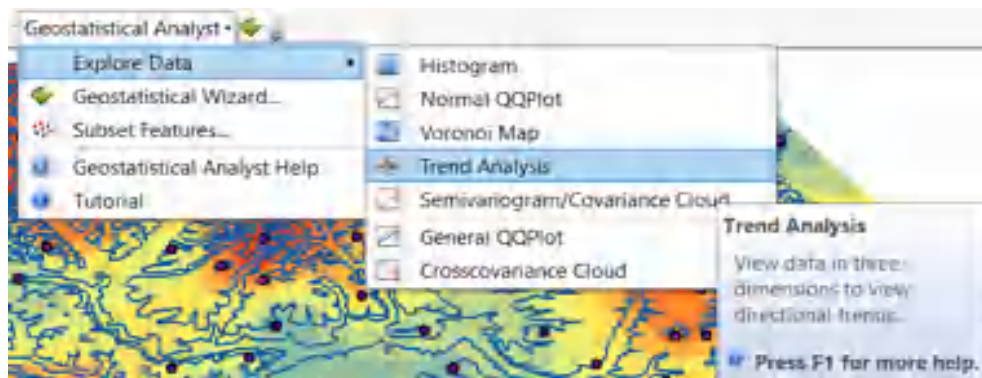 Geostatistical Analyst
Explore Data
Geostatistical Wizard...
Subset Features...
Geostatistical Analyst Help
Tutorial
Histogram
Normal QQPlot
Voronoi Map
Trend Analysis
Semivariogram/Covariance Cloud
General QQPlot
Crosscovariance Cloud
Trend Analysis
View data in three-
dimensions to view
directional trends.
Press F1 for more help.